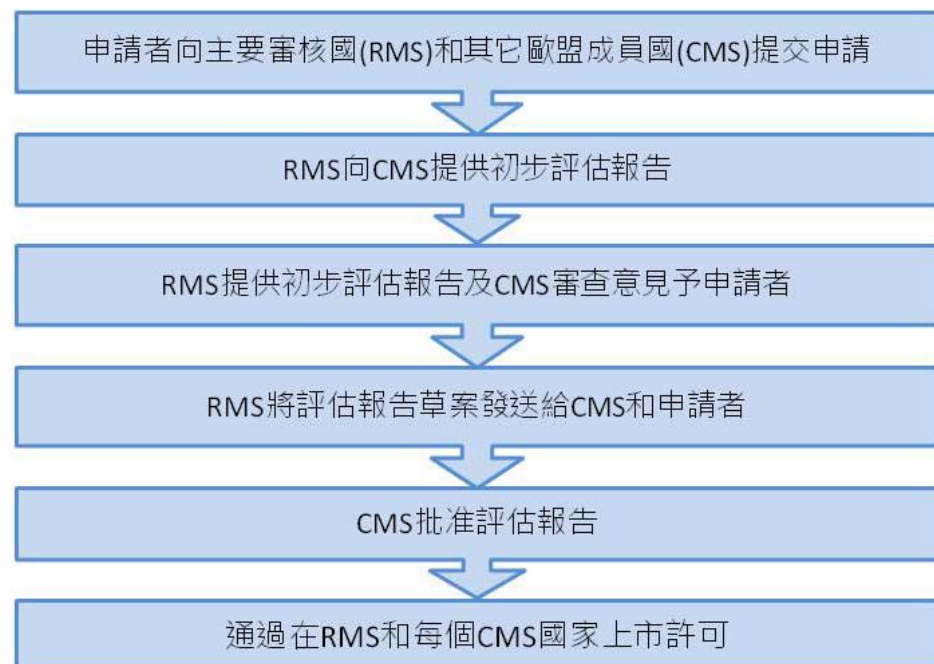 申請者向主要審核國(RMS)和其它歐盟成員國(CMS)提交申請
RMS向CMS提供初步評估報告
RMS提供初步評估報告及CMS審查意見予申請者
RMS將評估報告草案發送給CMS和申請者
CMS批准評估報告
通過在RMS和每個CMS國家上市許可